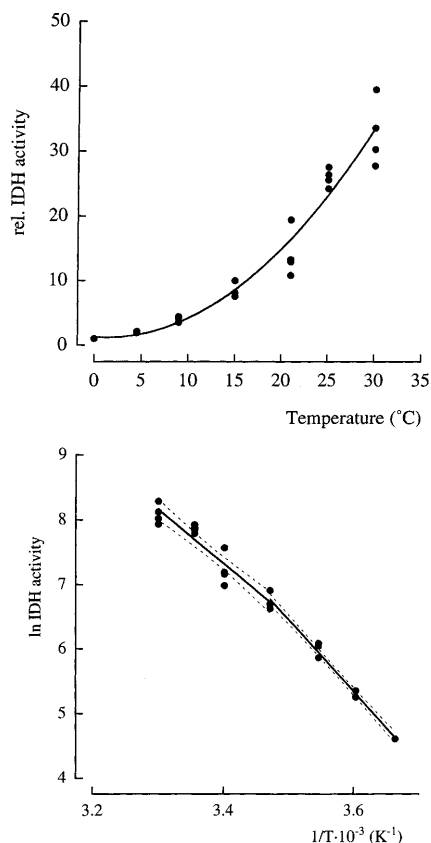 50
40
30
20
10
0
rel. IDH activity
0 5 10 15 20 25 30 35
Temperature (˚C)
9
8
7
6
5
4
ln IDH activity
3.2 3.4 3.6
1/T·10⁻³ (K⁻¹)